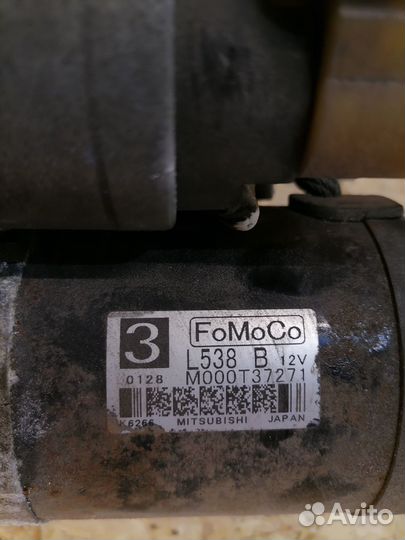 3 FoMoCo
L538 B 12V
0128 M000T37271
K6266 MITSUBISHI JAPAN
Avito